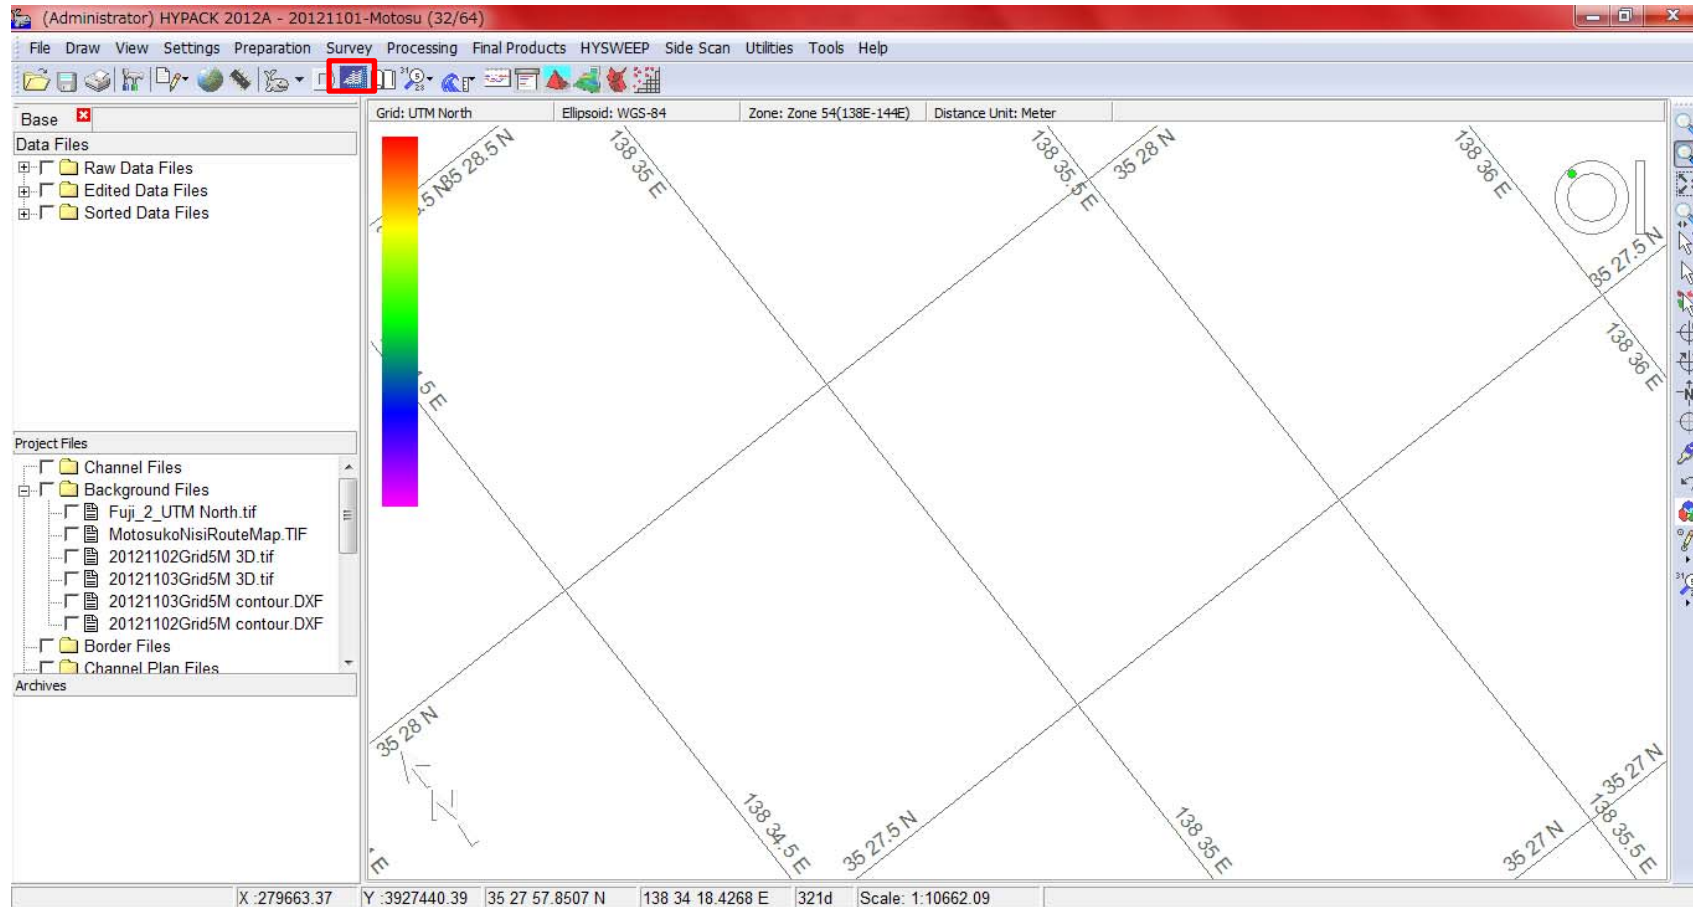 (Administrator) HYPACK 2012A - 20121101-Motosu (32/64)
File Draw View Settings Preparation Survey Processing Final Products HYSWEEP Side Scan Utilities Tools Help
Base
Data Files
Raw Data Files
Edited Data Files
Sorted Data Files
Project Files
Channel Files
Background Files
Fuji_2_UTM North.tif
MotosukoNisiRouteMap.TIF
20121102Grid5M 3D.tif
20121103Grid5M 3D.tif
20121103Grid5M contour.DXF
20121102Grid5M contour.DXF
Border Files
Channel Plan Files
Archives
Grid: UTM North Ellipsoid: WGS-84 Zone: Zone 54(138E-144E) Distance Unit: Meter
35 28.5 N
138 35 E
138 35.5 E
35 28 N
138 36 E
35 27.5 N
138 36 E
35 28 N
N
138 34.5 E
35 27.5 N
138 35 E
35 27 N
35 27 N
138 35.5 E
X :279663.37 Y :3927440.39 35 27 57.8507 N 138 34 18.4268 E 321d Scale: 1:10662.09